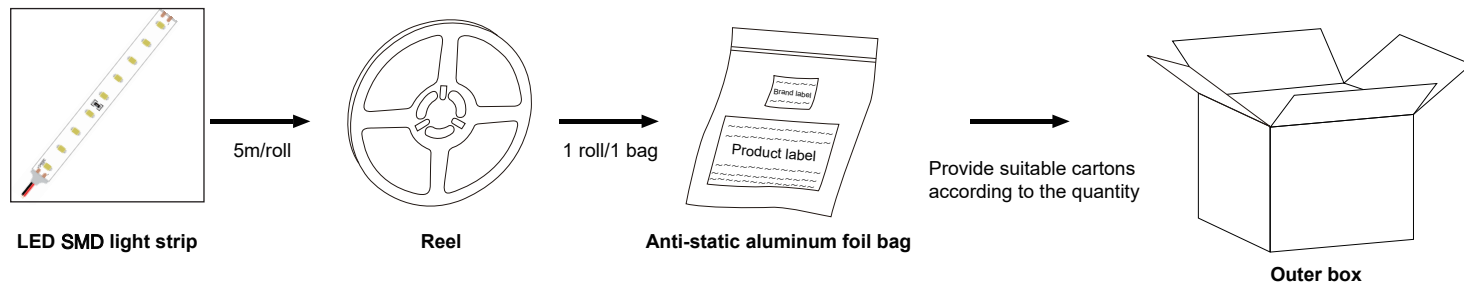 5m/roll
1 roll/1 bag
Brand label
Product label
Provide suitable cartons
according to the quantity
LED SMD light strip
Reel
Anti-static aluminum foil bag
Outer box